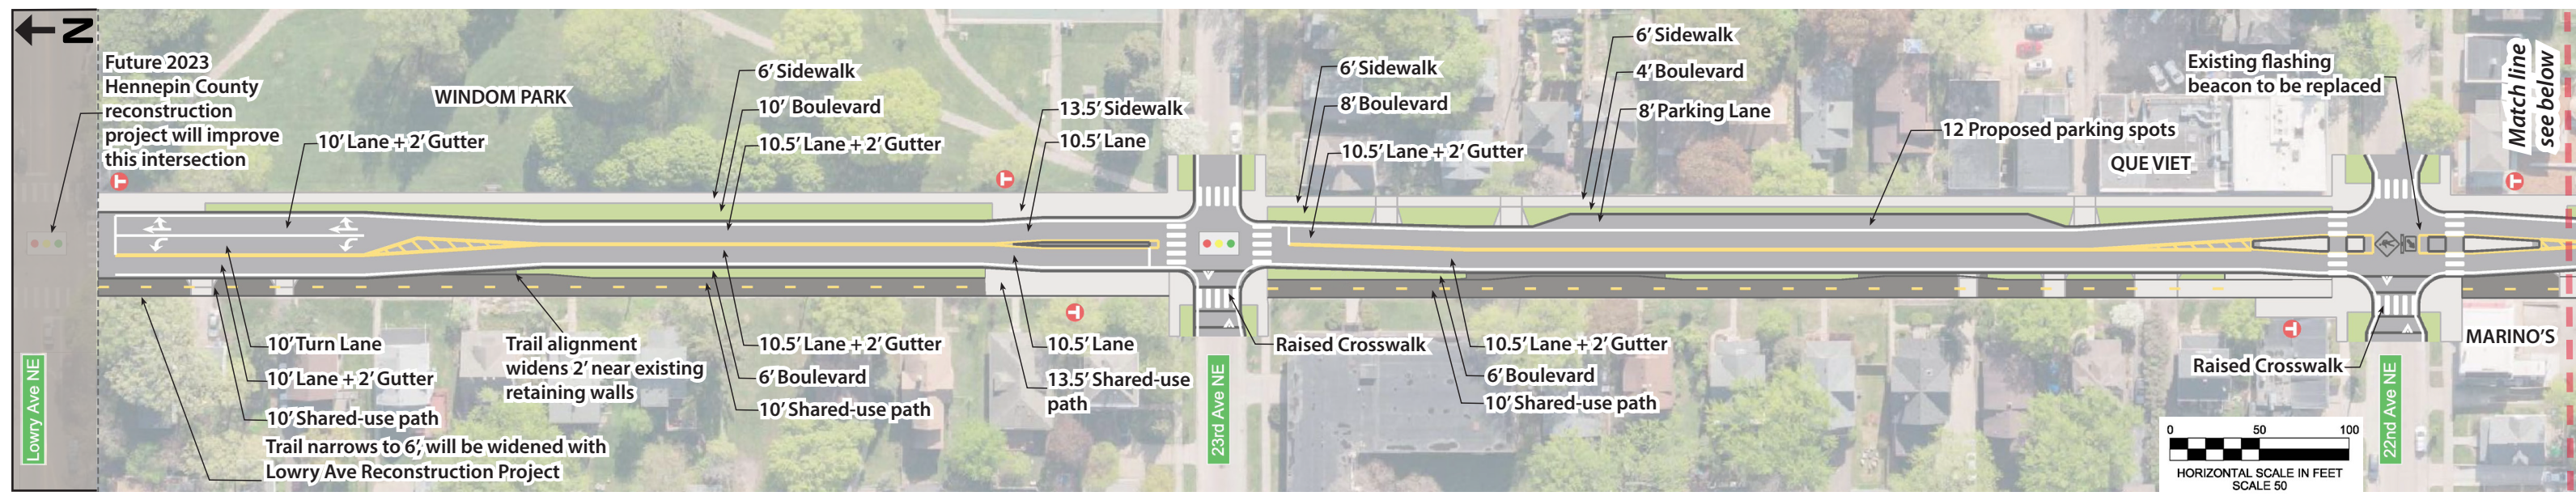 N
Future 2023
Hennepin County
reconstruction
project will improve
this intersection
WINDOM PARK
10' Lane + 2' Gutter
6' Sidewalk
10' Boulevard
10.5' Lane + 2' Gutter
13.5' Sidewalk
10.5' Lane
6' Sidewalk
8' Boulevard
10.5' Lane + 2' Gutter
6' Sidewalk
4' Boulevard
8' Parking Lane
12 Proposed parking spots
QUE VIET
Existing flashing
beacon to be replaced
Match line
see below
T
T
T
T
T
Lowry Ave NE
10' Turn Lane
10' Lane + 2' Gutter
10' Shared-use path
Trail narrows to 6', will be widened with
Lowry Ave Reconstruction Project
Trail alignment
widens 2' near existing
retaining walls
10.5' Lane + 2' Gutter
6' Boulevard
10' Shared-use path
10.5' Lane
13.5' Shared-use
path
23rd Ave NE
Raised Crosswalk
10.5' Lane + 2' Gutter
6' Boulevard
10' Shared-use path
Raised Crosswalk
22nd Ave NE
MARINO'S
0 50 100
HORIZONTAL SCALE IN FEET
SCALE 50